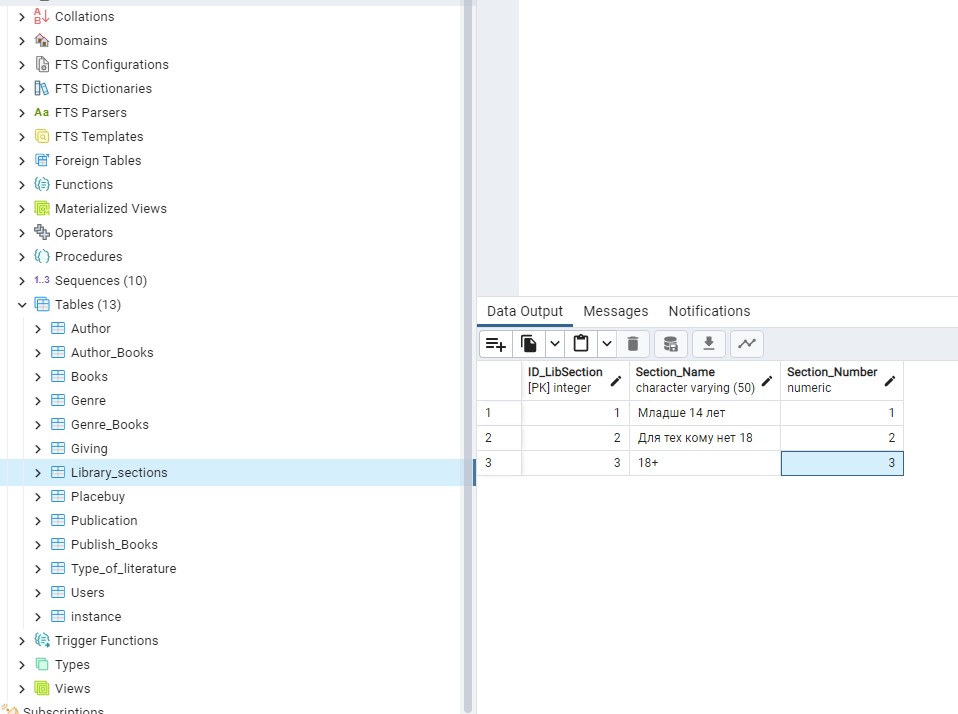 Collations
Domains
FTS Configurations
FTS Dictionaries
Aa FTS Parsers
FTS Templates
Foreign Tables
Functions
Materialized Views
Operators
Procedures
1..3 Sequences (10)
Tables (13)
Author
Author_Books
Books
Genre
Genre_Books
Giving
Library_sections
Placebuy
Publication
Publish_Books
Type_of_literature
Users
instance
Trigger Functions
Types
Views
Subscriptions
Data Output Messages Notifications
ID_LibSection Section_Name Section_Number
[PK] integer character varying (50) numeric
1 1 Младше 14 лет 1
2 2 Для тех кому нет 18 2
3 3 18+ 3